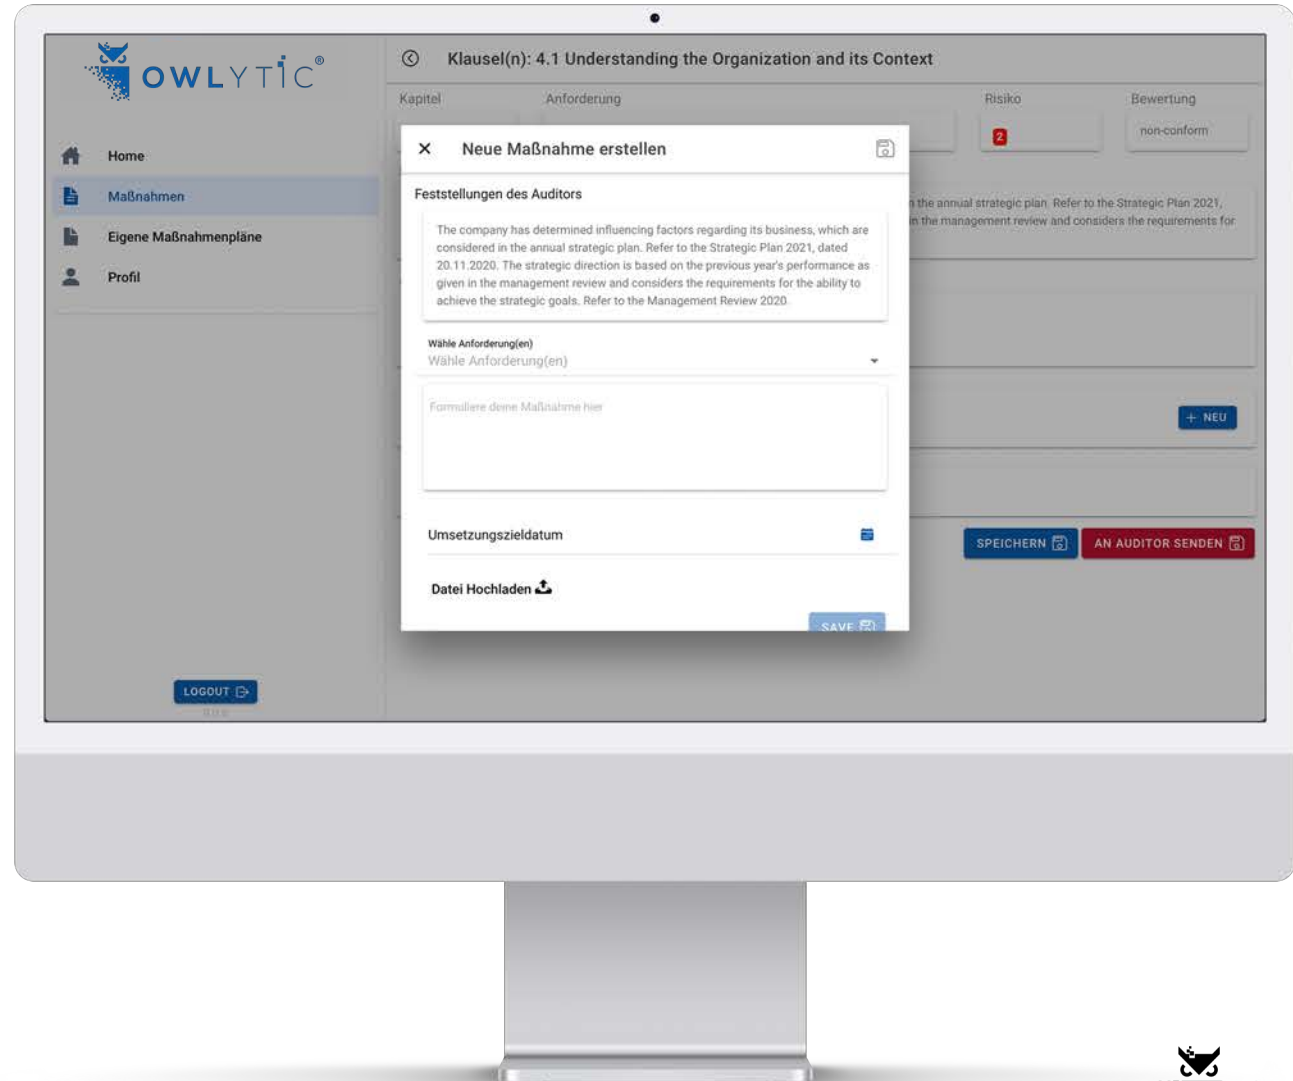 OWLYTIC®
Home
Maßnahmen
Eigene Maßnahmenpläne
Profil
LOGOUT
Klausel(n): 4.1 Understanding the Organization and its Context
Kapitel Anforderung Risiko Bewertung
2 non-conform
n the annual strategic plan. Refer to the Strategic Plan 2021,
in the management review and considers the requirements for
+ NEU
SPEICHERN
AN AUDITOR SENDEN
Neue Maßnahme erstellen
Feststellungen des Auditors
The company has determined influencing factors regarding its business, which are
considered in the annual strategic plan. Refer to the Strategic Plan 2021, dated
20.11.2020. The strategic direction is based on the previous year's performance as
given in the management review and considers the requirements for the ability to
achieve the strategic goals. Refer to the Management Review 2020.
Wähle Anforderung(en)
Wähle Anforderung(en)
Formuliere deine Maßnahme hier
Umsetzungszieldatum
Datei Hochladen
SAVE